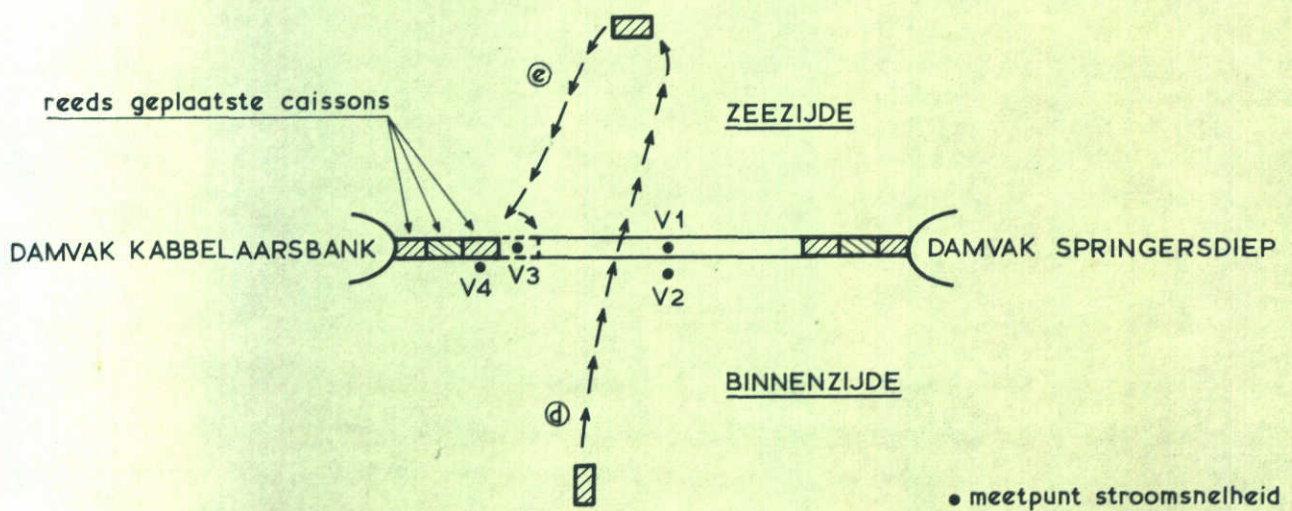 ⓔ
reeds geplaatste caissons
ZEEZIJDE
V1
DAMVAK KABBELAARSBANK
DAMVAK SPRINGERSDIEP
V4
V3
V2
BINNENZIJDE
ⓓ
• meetpunt stroomsnelheid